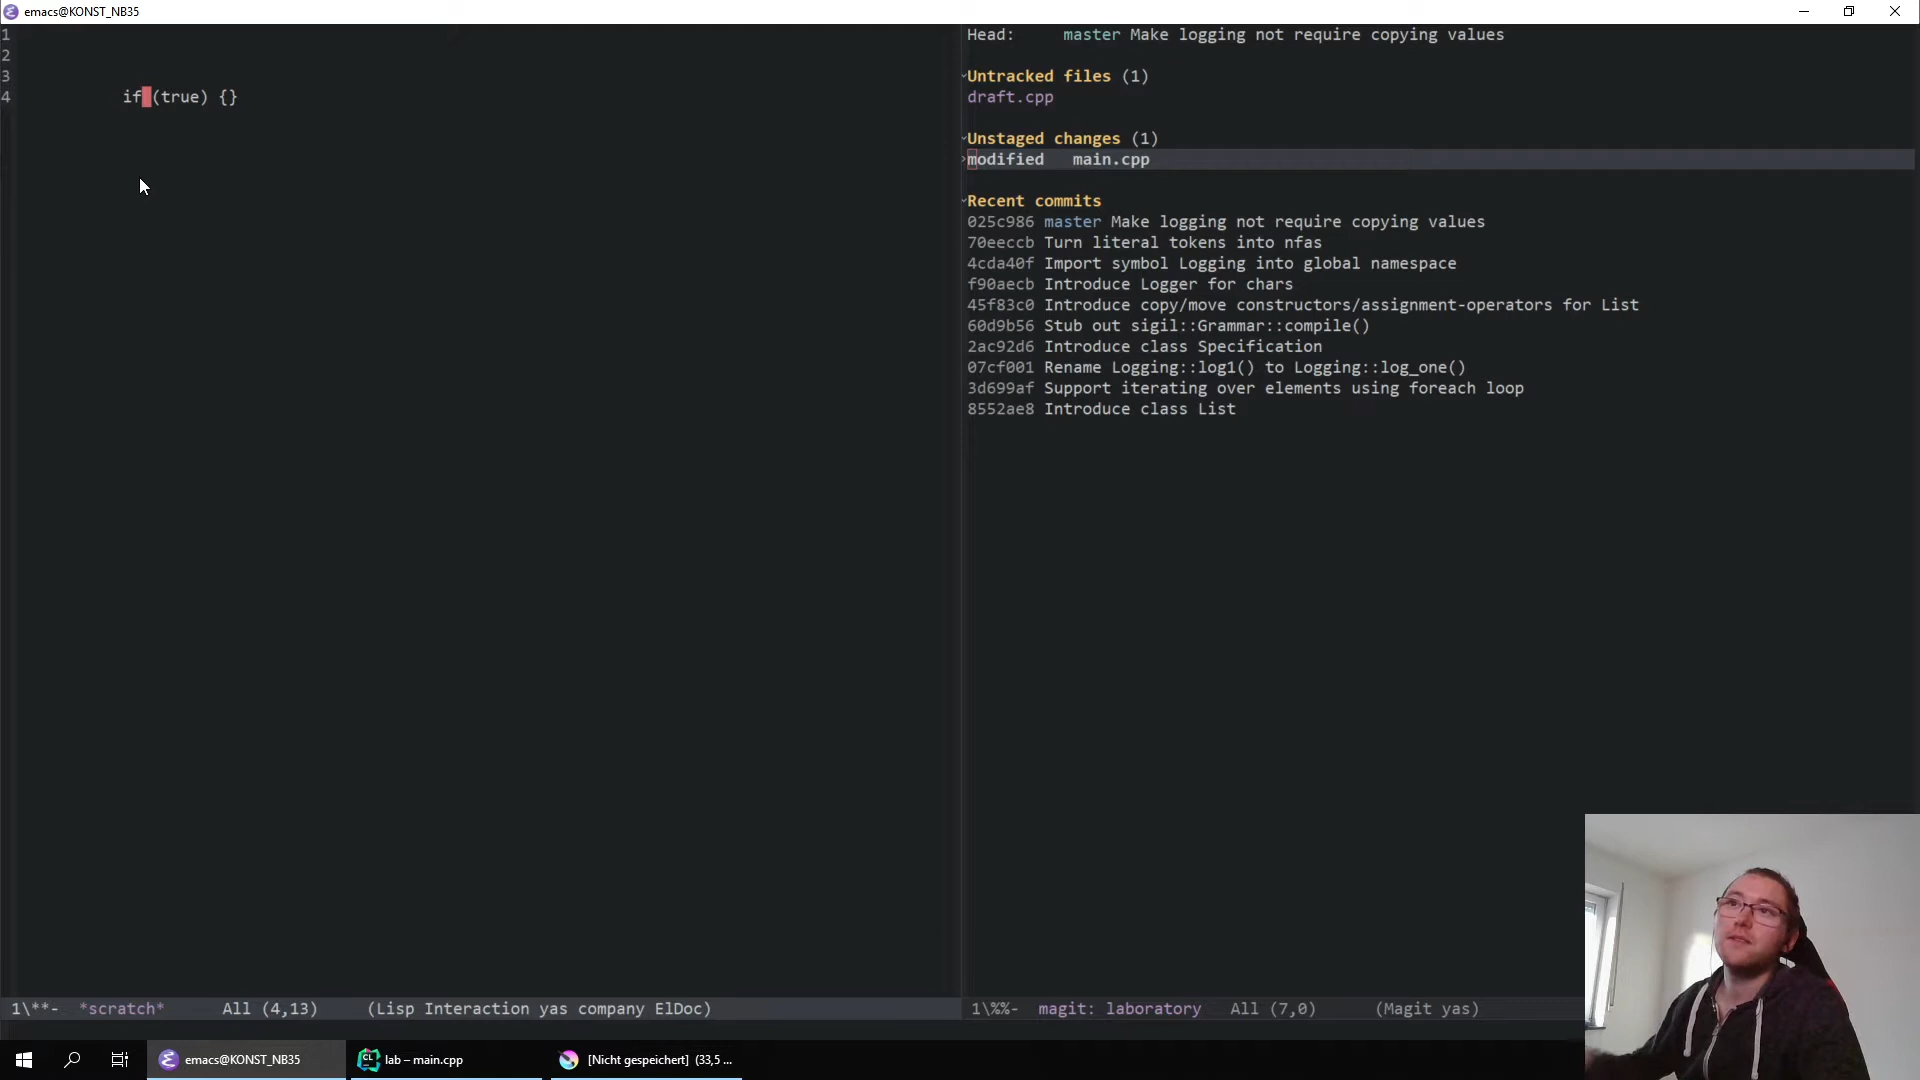 emacs@KONST_NB35
1
2
3
4 if (true) {}
Head: master Make logging not require copying values
Untracked files (1)
draft.cpp
Unstaged changes (1)
modified main.cpp
Recent commits
025c986 master Make logging not require copying values
70eeccb Turn literal tokens into nfas
4cda40f Import symbol Logging into global namespace
f90aecb Introduce Logger for chars
45f83c0 Introduce copy/move constructors/assignment-operators for List
60d9b56 Stub out sigil::Grammar::compile()
2ac92d6 Introduce class Specification
07cf001 Rename Logging::log1() to Logging::log_one()
3d699af Support iterating over elements using foreach loop
8552ae8 Introduce class List
1\**- *scratch* All (4,13) (Lisp Interaction yas company ElDoc)
1\%%- magit: laboratory All (7,0) (Magit yas)
emacs@KONST_NB35
CL lab – main.cpp
[Nicht gespeichert] (33,5 ...